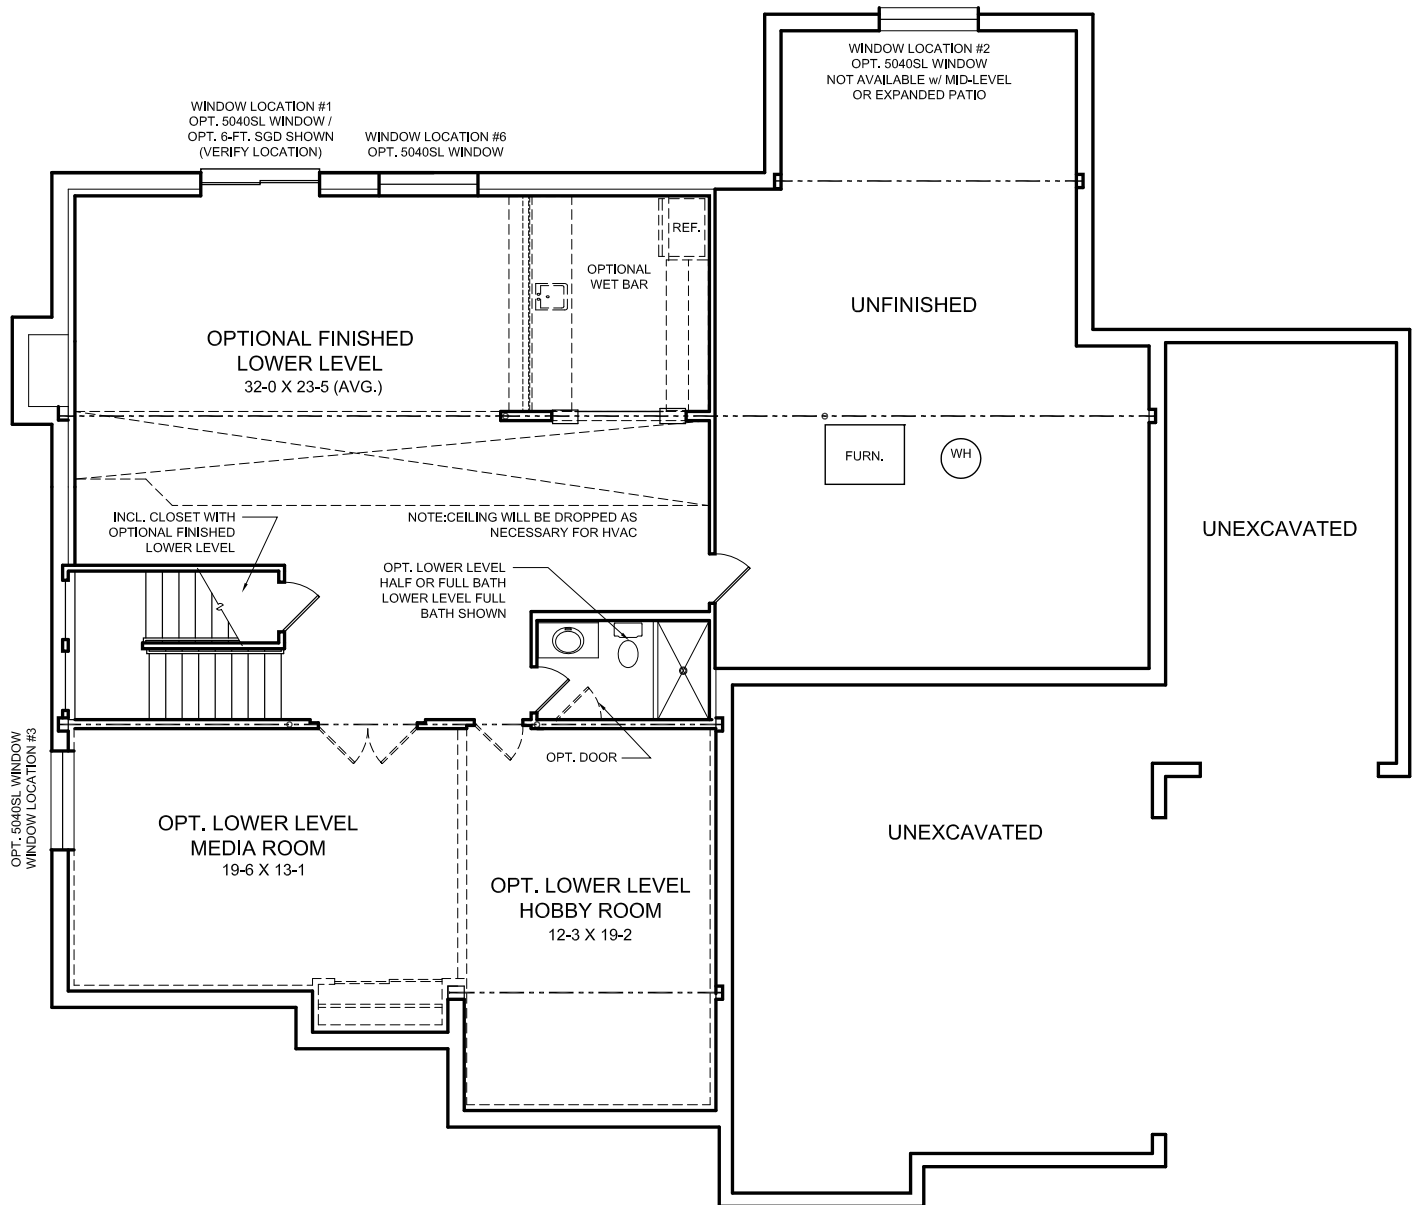 WINDOW LOCATION #2
OPT. 5040SL WINDOW
NOT AVAILABLE w/ MID-LEVEL
OR EXPANDED PATIO
WINDOW LOCATION #1
OPT. 5040SL WINDOW /
OPT. 6-FT. SGD SHOWN
(VERIFY LOCATION)
WINDOW LOCATION #6
OPT. 5040SL WINDOW
REF.
OPTIONAL
WET BAR
UNFINISHED
OPTIONAL FINISHED
LOWER LEVEL
32-0 X 23-5 (AVG.)
FURN.
WH
INCL. CLOSET WITH
OPTIONAL FINISHED
LOWER LEVEL
NOTE:CEILING WILL BE DROPPED AS
NECESSARY FOR HVAC
UNEXCAVATED
OPT. LOWER LEVEL
HALF OR FULL BATH
LOWER LEVEL FULL
BATH SHOWN
OPT. 5040SL WINDOW
WINDOW LOCATION #3
OPT. DOOR
OPT. LOWER LEVEL
MEDIA ROOM
19-6 X 13-1
UNEXCAVATED
OPT. LOWER LEVEL
HOBBY ROOM
12-3 X 19-2